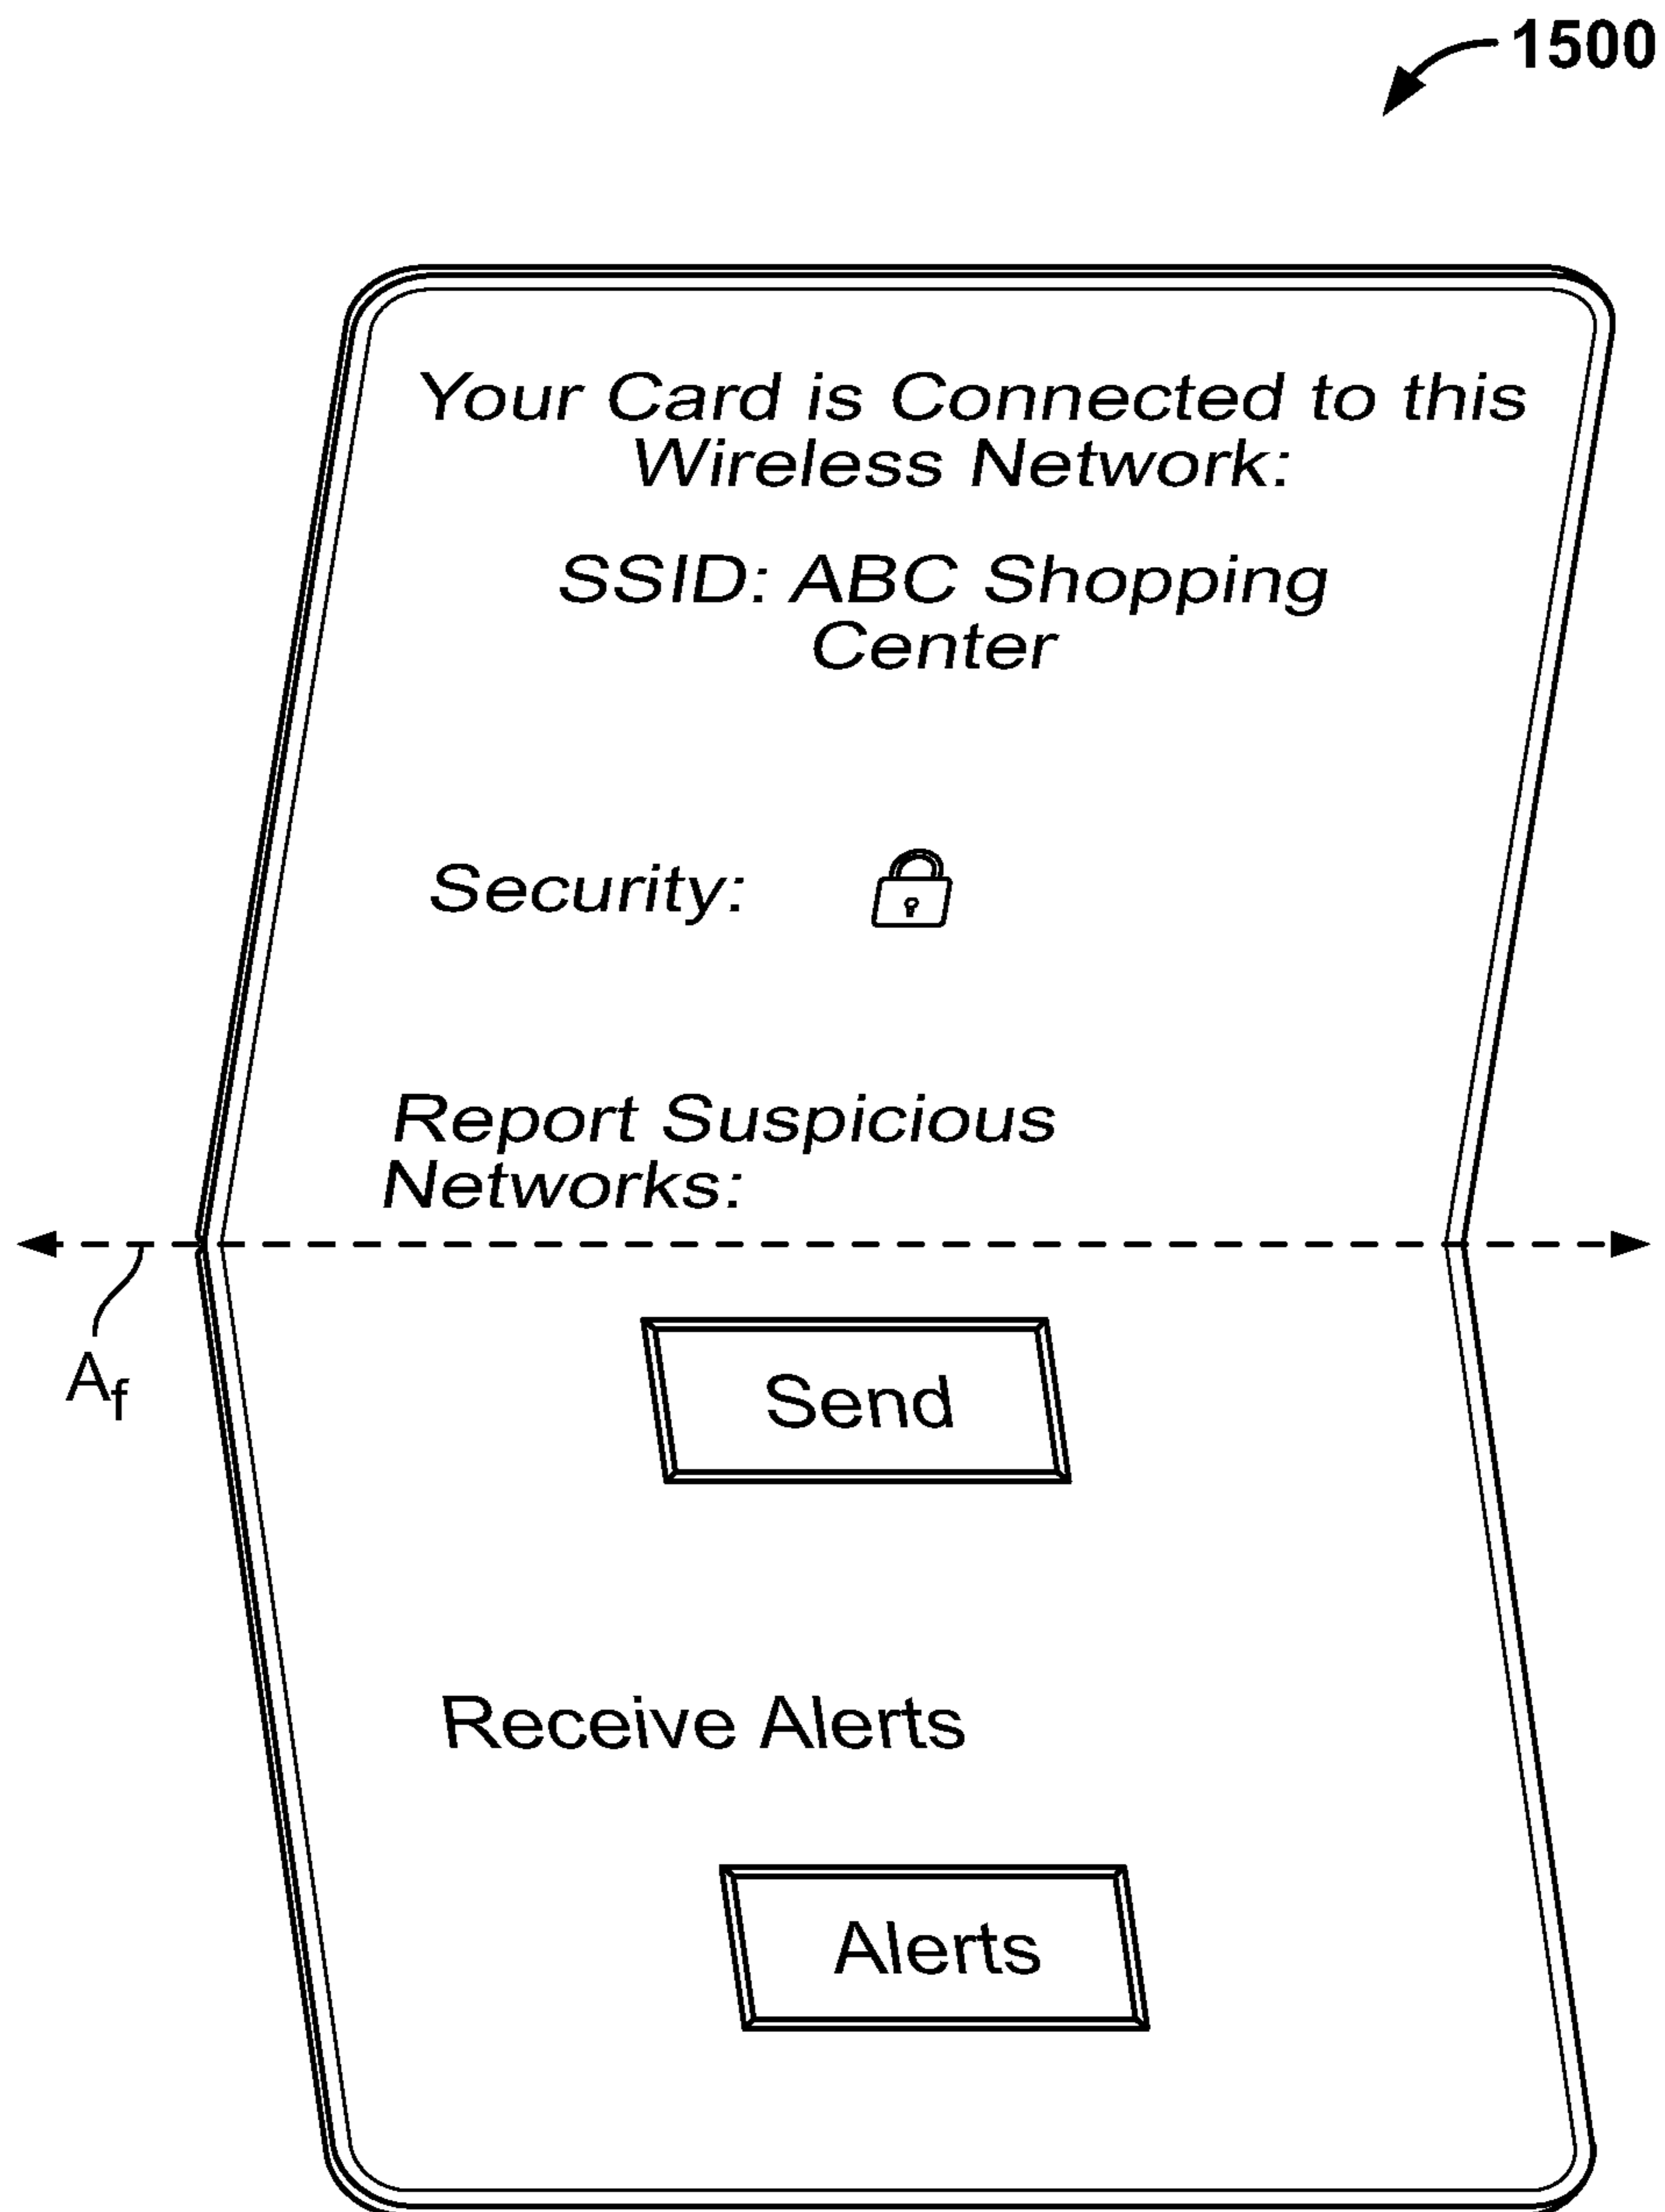 1500
Your Card is Connected to this
Wireless Network:
SSID: ABC Shopping
Center
Security:
Report Suspicious
Networks:
Af
Send
Receive Alerts
Alerts